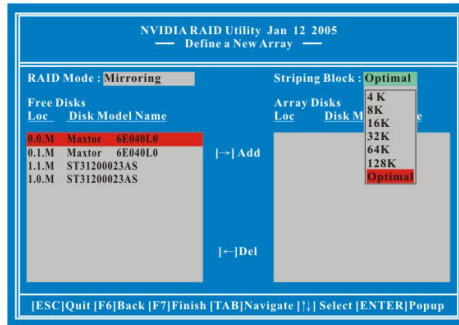 NVIDIA RAID Utility Jan 12 2005
— Define a New Array —
RAID Mode : Mirroring
Striping Block : Optimal
Free Disks
Loc Disk Model Name
0.0.M Maxtor 6E040L0
0.1.M Maxtor 6E040L0
1.1.M ST31200023AS
1.0.M ST31200023AS
[→] Add
[←]Del
Array Disks
Loc Disk M e
4 K
8K
16K
32K
64K
128K
Optimal
[ESC]Quit [F6]Back [F7]Finish [TAB]Navigate [↑↓] Select [ENTER]Popup